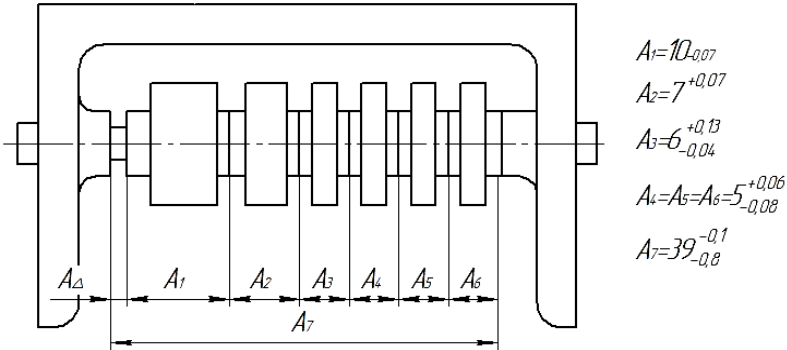 A₁=10₋₀,₀₇
A₂=7⁺⁰,⁰⁷
A₃=6⁺⁰,¹³₋₀,₀₄
A₄=A₅=A₆=5⁺⁰,⁰⁶₋₀,₀₈
A₇=39⁻⁰,¹₋₀,₈
A△ A₁ A₂ A₃ A₄ A₅ A₆
A₇